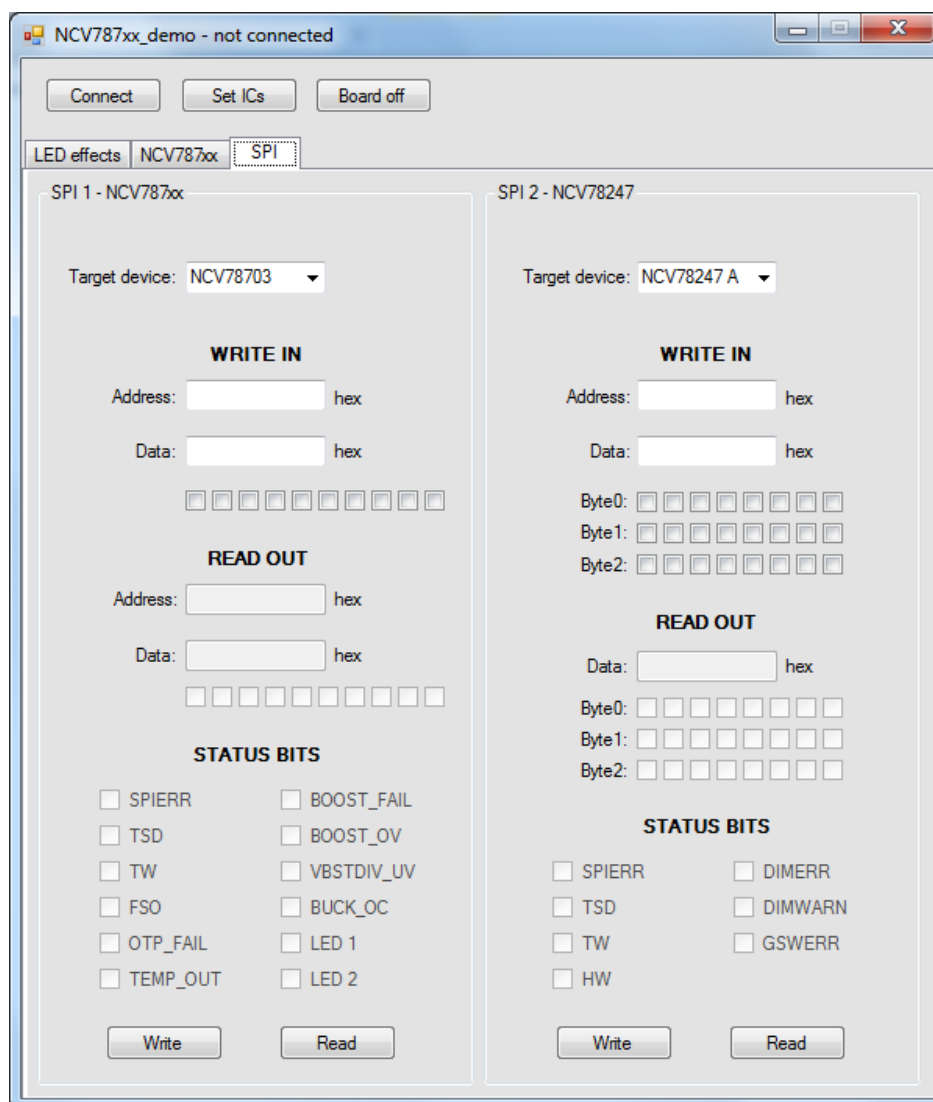 NCV787xx_demo - not connected
Connect Set ICs Board off
LED effects NCV787xx SPI
SPI 1 - NCV787xx
Target device: NCV78703
WRITE IN
Address: hex
Data: hex
READ OUT
Address: hex
Data: hex
STATUS BITS
SPIERR BOOST_FAIL
TSD BOOST_OV
TW VBSTDIV_UV
FSO BUCK_OC
OTP_FAIL LED 1
TEMP_OUT LED 2
Write Read
SPI 2 - NCV78247
Target device: NCV78247 A
WRITE IN
Address: hex
Data: hex
Byte0:
Byte1:
Byte2:
READ OUT
Data: hex
Byte0:
Byte1:
Byte2:
STATUS BITS
SPIERR DIMERR
TSD DIMWARN
TW GSWERR
HW
Write Read